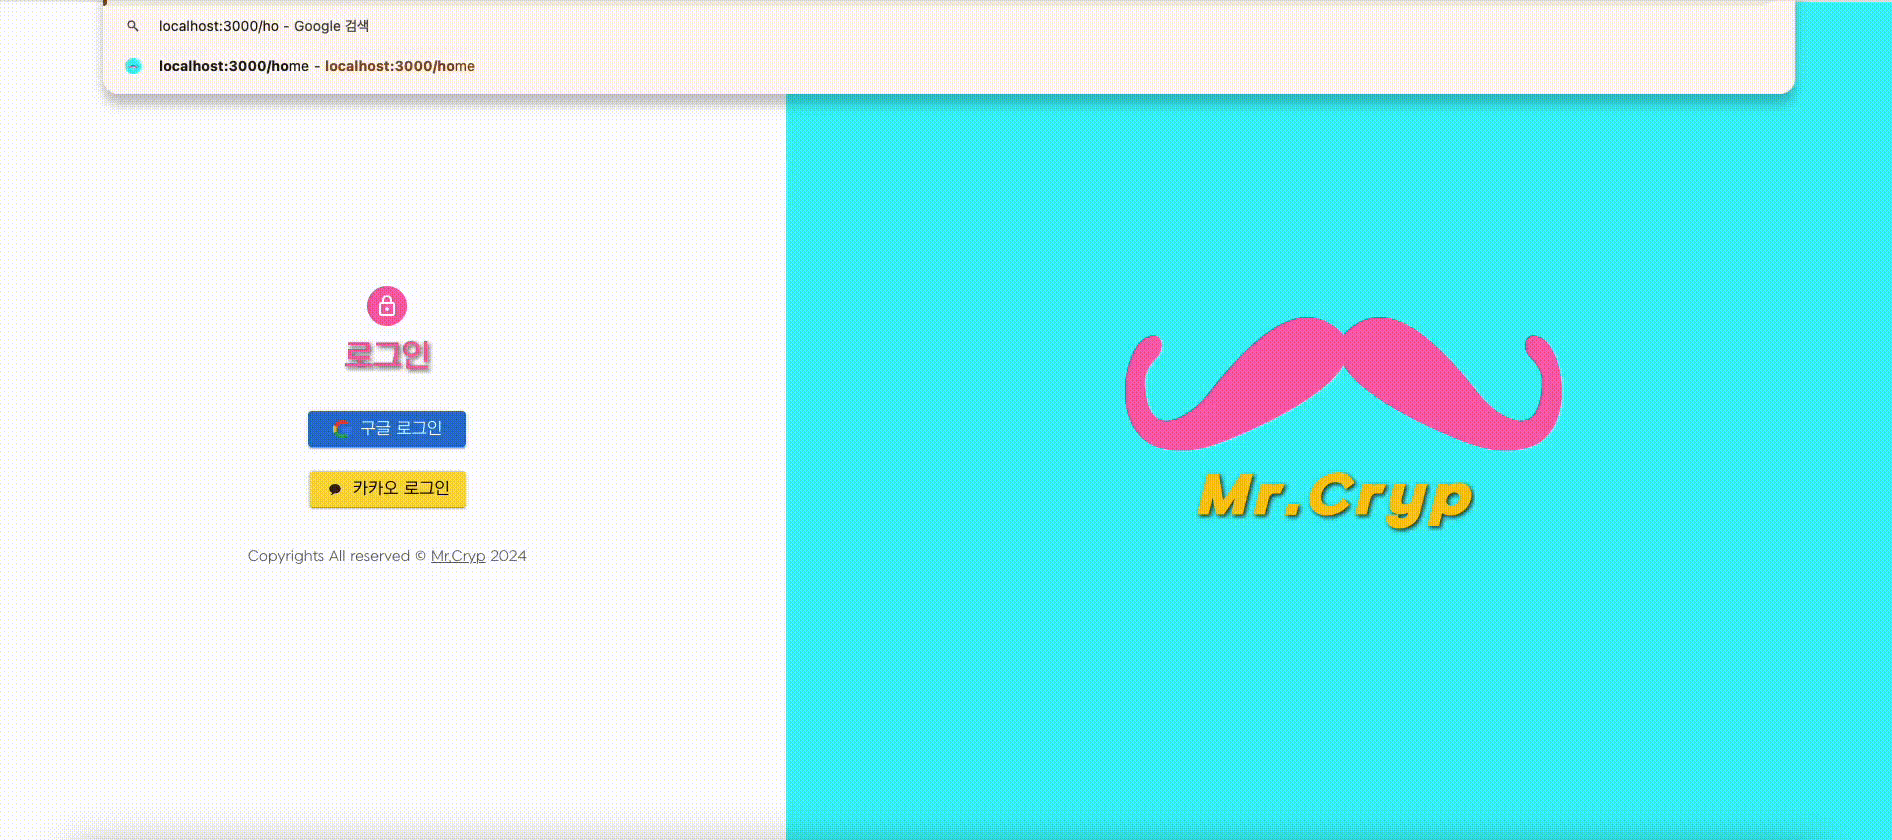 localhost:3000/ho - Google 검색
localhost:3000/home - localhost:3000/home
로그인
구글 로그인
카카오 로그인
Copyrights All reserved © Mr.Cryp 2024
Mr.Cryp